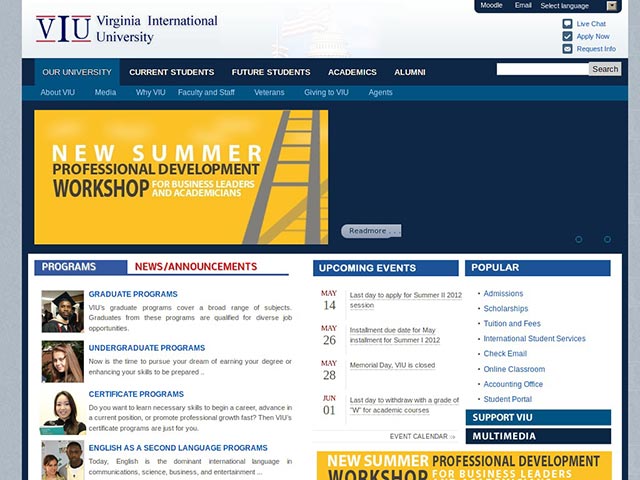 Moodle Email Select language
VIU Virginia International
University
Live Chat
Apply Now
Request Info
OUR UNIVERSITY CURRENT STUDENTS FUTURE STUDENTS ACADEMICS ALUMNI
Search
About VIU Media Why VIU Faculty and Staff Veterans Giving to VIU Agents
NEW SUMMER
PROFESSIONAL DEVELOPMENT
WORKSHOP FOR BUSINESS LEADERS
AND ACADEMICIANS
Readmore . . .
PROGRAMS NEWS/ANNOUNCEMENTS
GRADUATE PROGRAMS
VIU's graduate programs cover a broad range of subjects.
Graduates from these programs are qualified for diverse job
opportunities.
UNDERGRADUATE PROGRAMS
Now is the time to pursue your dream of earning your degree or
enhancing your skills to be prepared ..
CERTIFICATE PROGRAMS
Do you want to learn necessary skills to begin a career, advance in
a current position, or promote professional growth fast? Then VIU's
certificate programs are just for you.
ENGLISH AS A SECOND LANGUAGE PROGRAMS
Today, English is the dominant international language in
communications, science, business, and entertainment ...
UPCOMING EVENTS
MAY
14
Last day to apply for Summer II 2012
session
MAY
26
Installment due date for May
installment for Summer I 2012
MAY
28
Memorial Day, VIU is closed
JUN
01
Last day to withdraw with a grade of
"W" for academic courses
EVENT CALENDAR
POPULAR
Admissions
Scholarships
Tuition and Fees
International Student Services
Check Email
Online Classroom
Accounting Office
Student Portal
SUPPORT VIU
MULTIMEDIA
NEW SUMMER PROFESSIONAL DEVELOPMENT
WORKSHOP FOR BUSINESS LEADERS